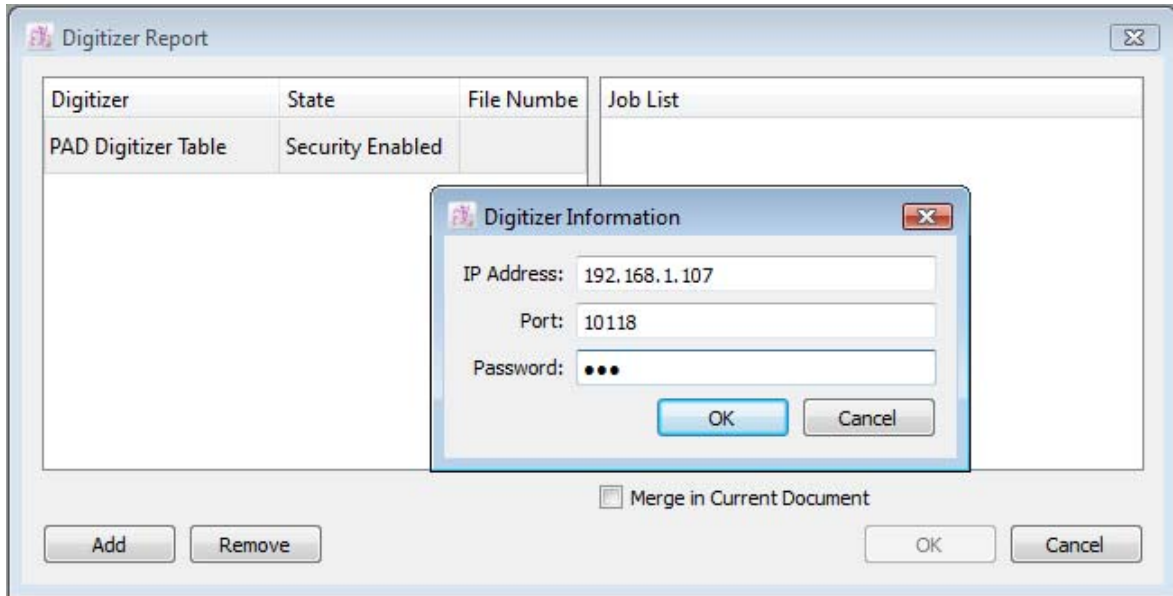 Digitizer Report
Digitizer State File Numbe Job List
PAD Digitizer Table Security Enabled
Digitizer Information
IP Address: 192.168.1.107
Port: 10118
Password: •••
OK Cancel
Merge in Current Document
Add Remove OK Cancel